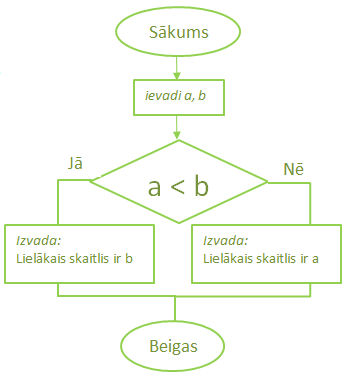 Sākums
ievadi a, b
Jā
Nē
a < b
Izvada:
Lielākais skaitlis ir b
Izvada:
Lielākais skaitlis ir a
Beigas